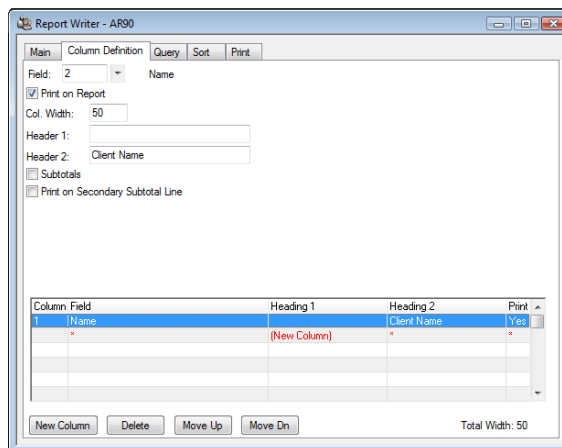 Report Writer - AR90
Main Column Definition Query Sort Print
Field: 2 Name
Print on Report
Col. Width: 50
Header 1:
Header 2: Client Name
Subtotals
Print on Secondary Subtotal Line
Column Field Heading 1 Heading 2 Print
1 Name Client Name Yes
* (New Column) * *
New Column Delete Move Up Move Dn Total Width: 50